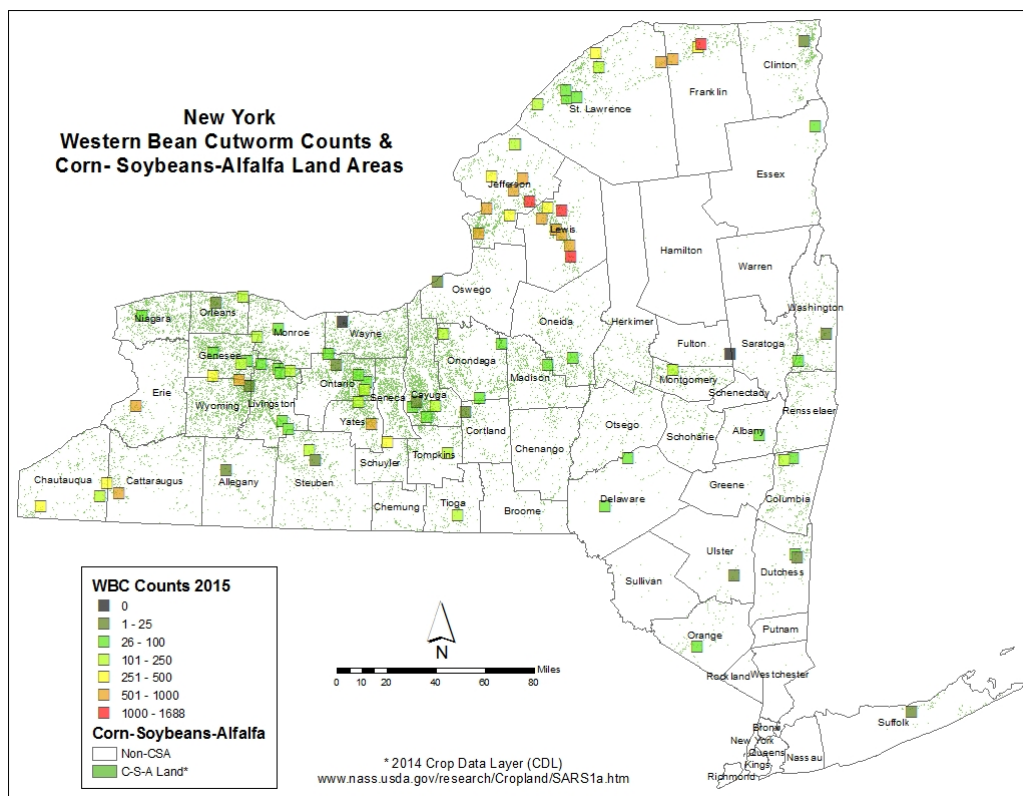 New York
Western Bean Cutworm Counts &
Corn- Soybeans-Alfalfa Land Areas
Clinton
Franklin
St. Lawrence
Essex
Jefferson
Lewis
Hamilton
Warren
Oswego
Washington
Oneida
Herkimer
Niagara
Orleans
Monroe
Wayne
Fulton
Saratoga
Genesee
Onondaga
Madison
Montgomery
Schenectady
Erie
Wyoming
Livingston
Ontario
Seneca
Cayuga
Yates
Cortland
Otsego
Schoharie
Albany
Rensselaer
Chenango
Schuyler
Tompkins
Chautauqua
Cattaraugus
Allegany
Steuben
Chemung
Tioga
Broome
Delaware
Greene
Columbia
Ulster
Sullivan
Dutchess
Orange
Putnam
Rockland
Westchester
Suffolk
Bronx
New York
Queens
Nassau
Kings
Richmond
WBC Counts 2015
0
1 - 25
26 - 100
101 - 250
251 - 500
501 - 1000
1000 - 1688
Corn-Soybeans-Alfalfa
Non-CSA
C-S-A Land*
N
Miles
0 10 20 40 60 80
* 2014 Crop Data Layer (CDL)
www.nass.usda.gov/research/Cropland/SARS1a.htm